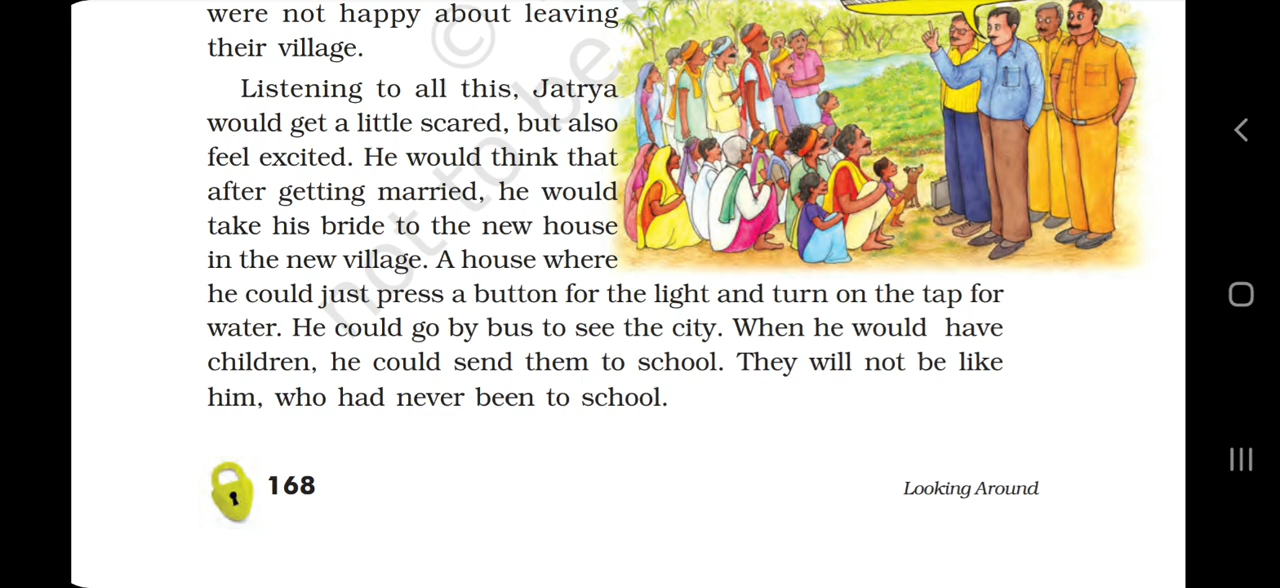 were not happy about leaving
their village.
Listening to all this, Jatrya
would get a little scared, but also
feel excited. He would think that
after getting married, he would
take his bride to the new house
in the new village. A house where
he could just press a button for the light and turn on the tap for
water. He could go by bus to see the city. When he would have
children, he could send them to school. They will not be like
him, who had never been to school.
168
Looking Around
© not to be